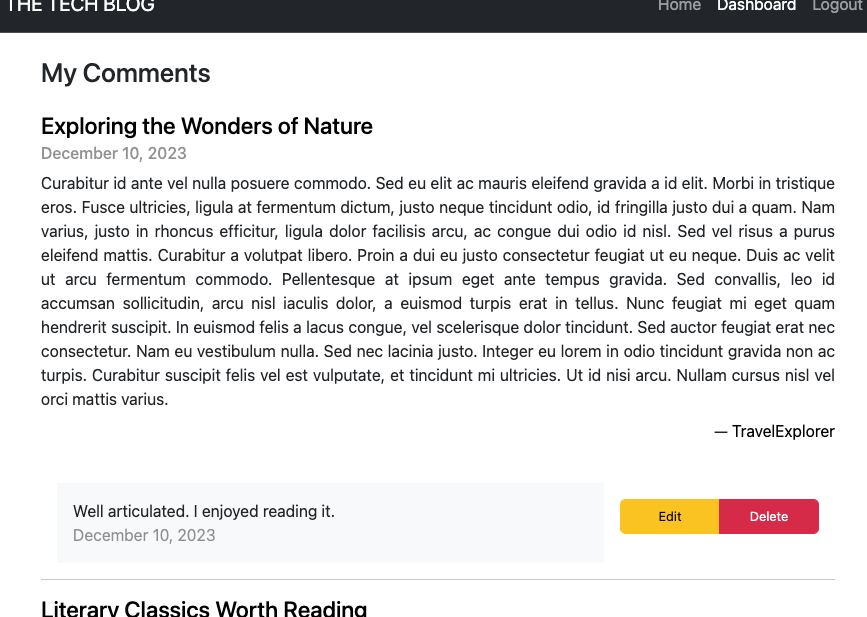 THE TECH BLOG
Home Dashboard Logout
My Comments
Exploring the Wonders of Nature
December 10, 2023
Curabitur id ante vel nulla posuere commodo. Sed eu elit ac mauris eleifend gravida a id elit. Morbi in tristique
eros. Fusce ultricies, ligula at fermentum dictum, justo neque tincidunt odio, id fringilla justo dui a quam. Nam
varius, justo in rhoncus efficitur, ligula dolor facilisis arcu, ac congue dui odio id nisl. Sed vel risus a purus
eleifend mattis. Curabitur a volutpat libero. Proin a dui eu justo consectetur feugiat ut eu neque. Duis ac velit
ut arcu fermentum commodo. Pellentesque at ipsum eget ante tempus gravida. Sed convallis, leo id
accumsan sollicitudin, arcu nisl iaculis dolor, a euismod turpis erat in tellus. Nunc feugiat mi eget quam
hendrerit suscipit. In euismod felis a lacus congue, vel scelerisque dolor tincidunt. Sed auctor feugiat erat nec
consectetur. Nam eu vestibulum nulla. Sed nec lacinia justo. Integer eu lorem in odio tincidunt gravida non ac
turpis. Curabitur suscipit felis vel est vulputate, et tincidunt mi ultricies. Ut id nisi arcu. Nullam cursus nisl vel
orci mattis varius.
— TravelExplorer
Well articulated. I enjoyed reading it.
December 10, 2023
Edit Delete
Literary Classics Worth Reading